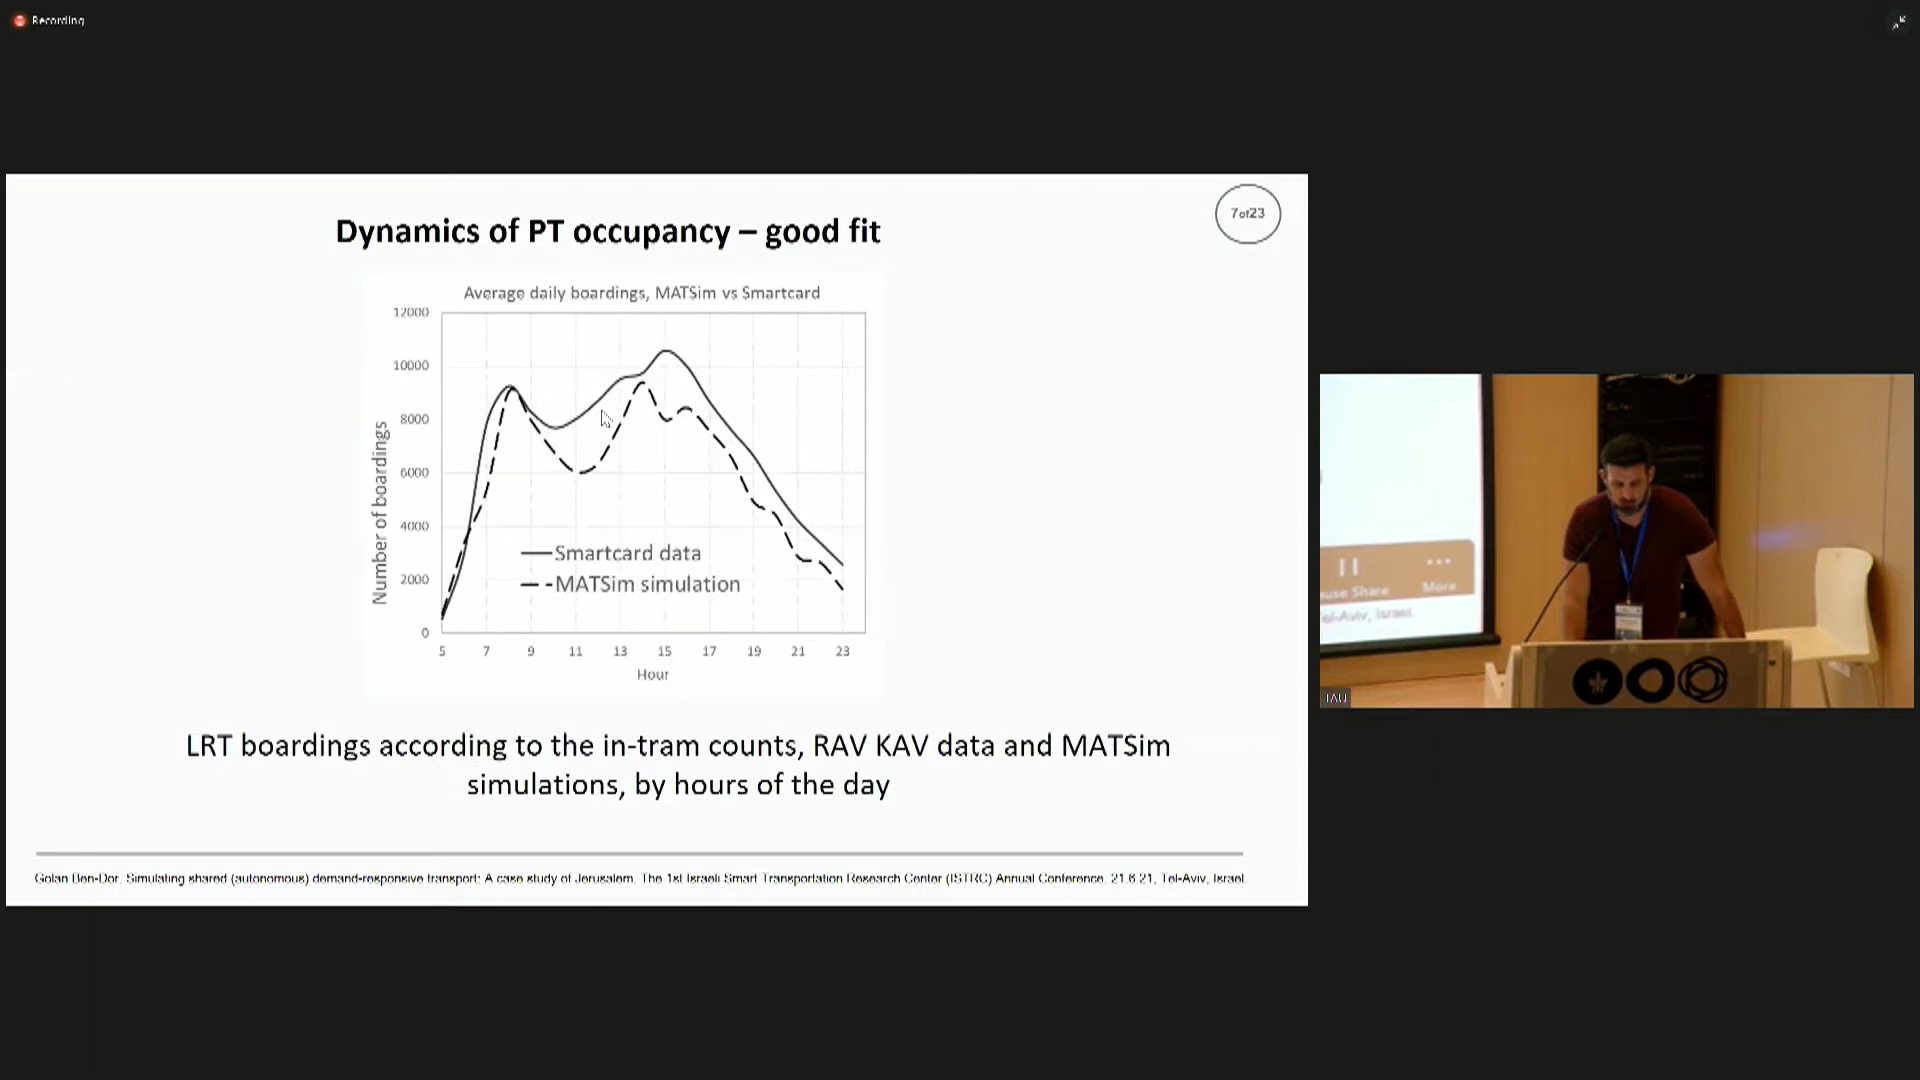 Recording
Dynamics of PT occupancy – good fit
7of23
Average daily boardings, MATSim vs Smartcard
12000
10000
8000
6000
4000
2000
0
Number of boardings
Smartcard data
MATSim simulation
5 7 9 11 13 15 17 19 21 23
Hour
LRT boardings according to the in-tram counts, RAV KAV data and MATSim
simulations, by hours of the day
Golan Ben-Dor. Simulating shared (autonomous) demand-responsive transport: A case study of Jerusalem. The 1st Israeli Smart Transportation Research Center (ISTRC) Annual Conference. 21.6.21, Tel-Aviv, Israel.
use Share
More
el-Aviv, Israel.
TAU